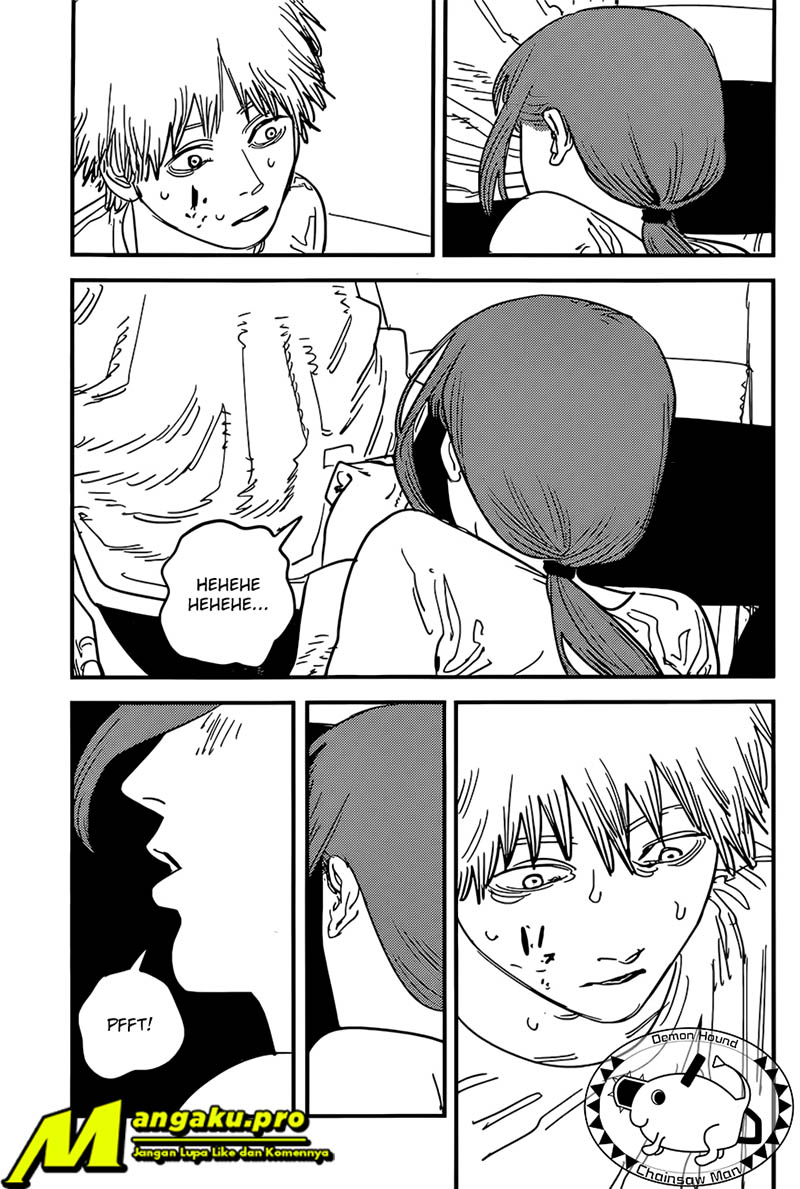 HEHEHE
HEHEHE...
PFFT!
Mangaku.pro
Jangan Lupa Like dan Komennya
Demon Hound
Chainsaw Man